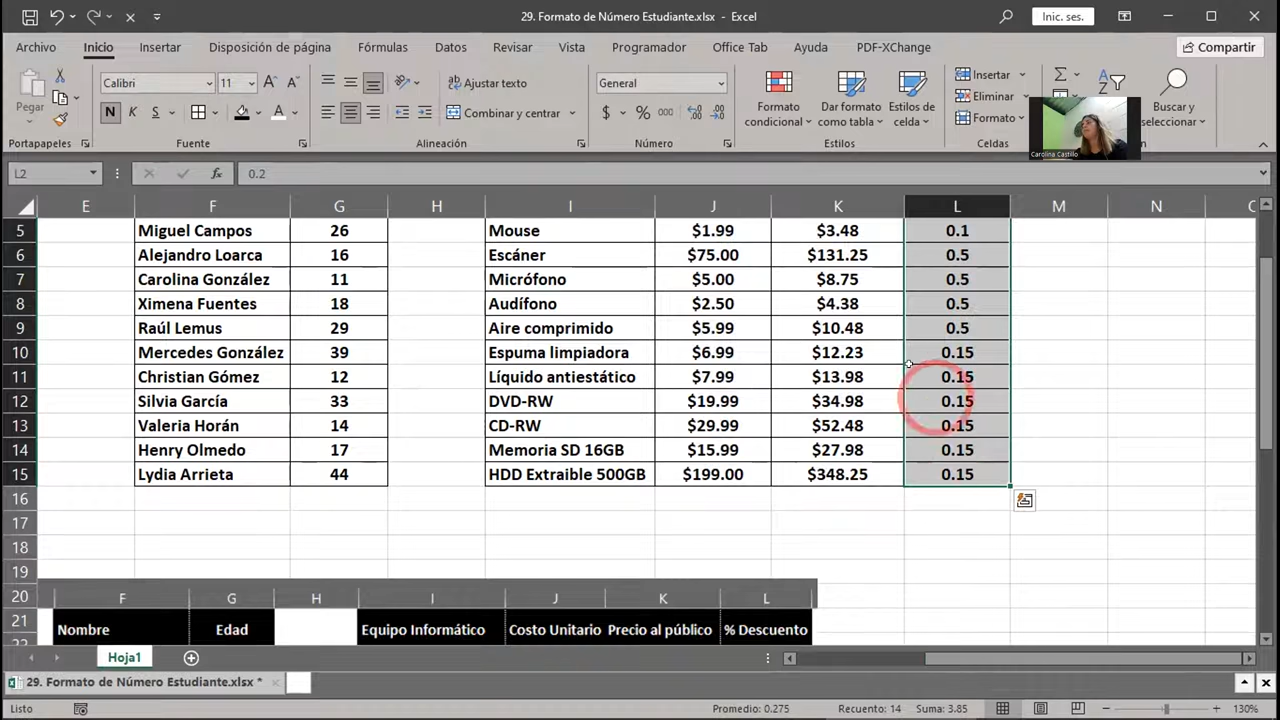 29. Formato de Número Estudiante.xlsx - Excel
Inic. ses.
Archivo Inicio Insertar Disposición de página Fórmulas Datos Revisar Vista Programador Office Tab Ayuda PDF-XChange Compartir
Pegar
Calibri 11
N K S
Ajustar texto
Combinar y centrar
General
$ % 000
Formato condicional
Dar formato como tabla
Estilos de celda
Insertar
Eliminar
Formato
Buscar y seleccionar
Carolina Castillo
Portapapeles Fuente Alineación Número Estilos Celdas
L2 fx 0.2
E F G H I J K L M N
5 Miguel Campos 26 Mouse $1.99 $3.48 0.1
6 Alejandro Loarca 16 Escáner $75.00 $131.25 0.5
7 Carolina González 11 Micrófono $5.00 $8.75 0.5
8 Ximena Fuentes 18 Audífono $2.50 $4.38 0.5
9 Raúl Lemus 29 Aire comprimido $5.99 $10.48 0.5
10 Mercedes González 39 Espuma limpiadora $6.99 $12.23 0.15
11 Christian Gómez 12 Líquido antiestático $7.99 $13.98 0.15
12 Silvia García 33 DVD-RW $19.99 $34.98 0.15
13 Valeria Horán 14 CD-RW $29.99 $52.48 0.15
14 Henry Olmedo 17 Memoria SD 16GB $15.99 $27.98 0.15
15 Lydia Arrieta 44 HDD Extraible 500GB $199.00 $348.25 0.15
16
17
18
19
20 F G H I J K L
21 Nombre Edad Equipo Informático Costo Unitario Precio al público % Descuento
Hoja1
29. Formato de Número Estudiante.xlsx *
Listo Promedio: 0.275 Recuento: 14 Suma: 3.85 130%